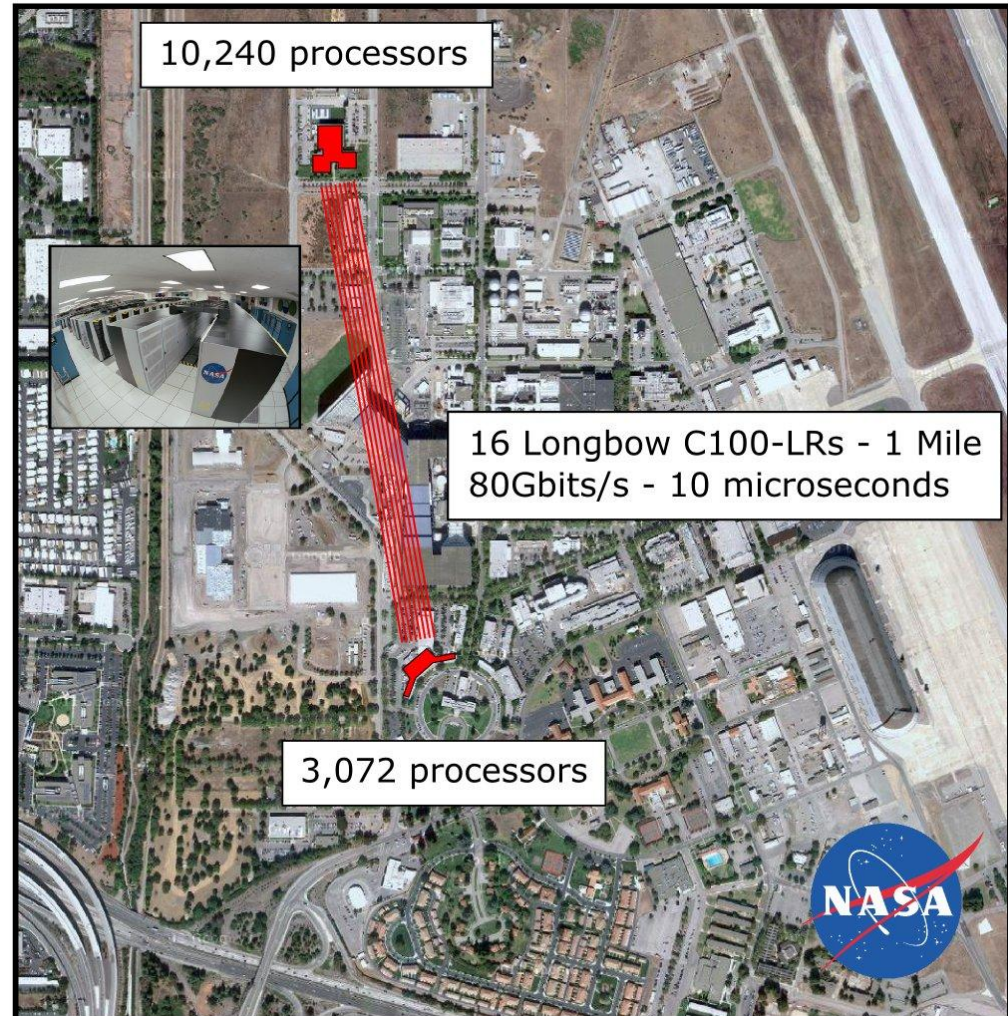 10,240 processors
NASA
16 Longbow C100-LRs - 1 Mile
80Gbits/s - 10 microseconds
3,072 processors
NASA